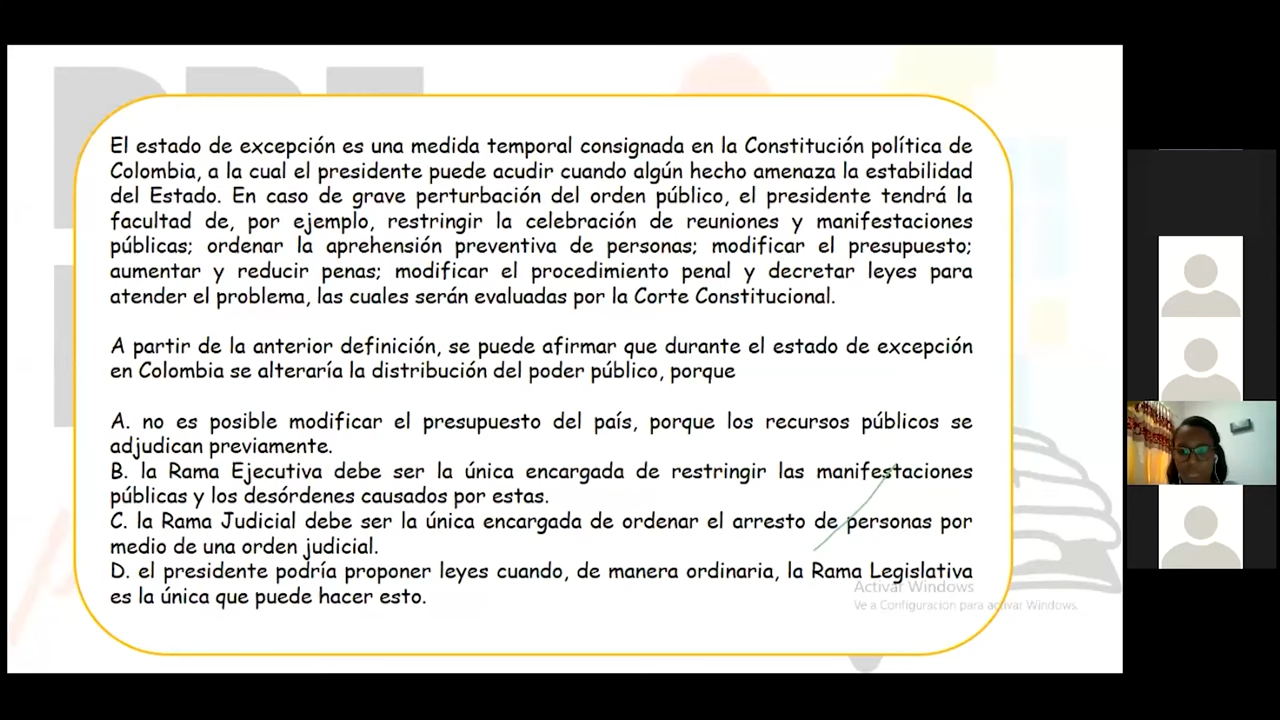 El estado de excepción es una medida temporal consignada en la Constitución política de
Colombia, a la cual el presidente puede acudir cuando algún hecho amenaza la estabilidad
del Estado. En caso de grave perturbación del orden público, el presidente tendrá la
facultad de, por ejemplo, restringir la celebración de reuniones y manifestaciones
públicas; ordenar la aprehensión preventiva de personas; modificar el presupuesto;
aumentar y reducir penas; modificar el procedimiento penal y decretar leyes para
atender el problema, las cuales serán evaluadas por la Corte Constitucional.
A partir de la anterior definición, se puede afirmar que durante el estado de excepción
en Colombia se alteraría la distribución del poder público, porque
A. no es posible modificar el presupuesto del país, porque los recursos públicos se
adjudican previamente.
B. la Rama Ejecutiva debe ser la única encargada de restringir las manifestaciones
públicas y los desórdenes causados por estas.
C. la Rama Judicial debe ser la única encargada de ordenar el arresto de personas por
medio de una orden judicial.
D. el presidente podría proponer leyes cuando, de manera ordinaria, la Rama Legislativa
es la única que puede hacer esto.
Activar Windows
Ve a Configuración para activar Windows.